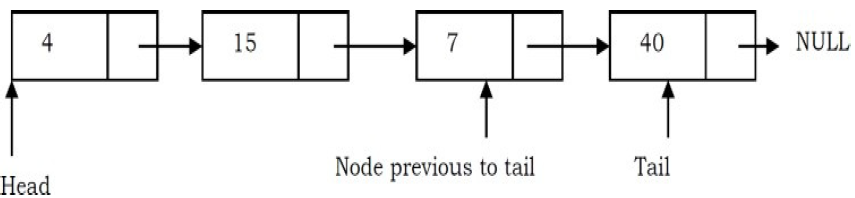 4
15
7
40
NULL
Node previous to tail
Tail
Head